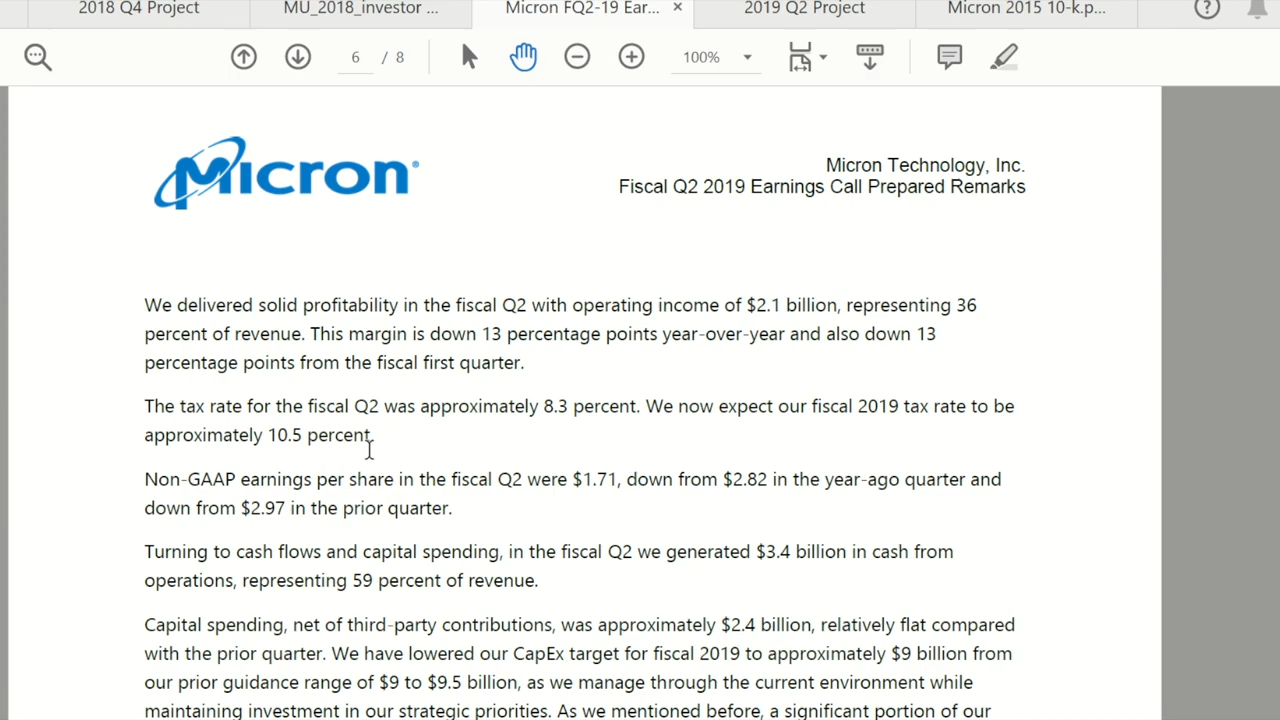 2018 Q4 Project
MU_2018_investor ...
Micron FQ2-19 Ear... ×
2019 Q2 Project
Micron 2015 10-k.p...
?
6 / 8
100%
Micron®
Micron Technology, Inc.
Fiscal Q2 2019 Earnings Call Prepared Remarks
We delivered solid profitability in the fiscal Q2 with operating income of $2.1 billion, representing 36
percent of revenue. This margin is down 13 percentage points year-over-year and also down 13
percentage points from the fiscal first quarter.
The tax rate for the fiscal Q2 was approximately 8.3 percent. We now expect our fiscal 2019 tax rate to be
approximately 10.5 percent.
Non-GAAP earnings per share in the fiscal Q2 were $1.71, down from $2.82 in the year-ago quarter and
down from $2.97 in the prior quarter.
Turning to cash flows and capital spending, in the fiscal Q2 we generated $3.4 billion in cash from
operations, representing 59 percent of revenue.
Capital spending, net of third-party contributions, was approximately $2.4 billion, relatively flat compared
with the prior quarter. We have lowered our CapEx target for fiscal 2019 to approximately $9 billion from
our prior guidance range of $9 to $9.5 billion, as we manage through the current environment while
maintaining investment in our strategic priorities. As we mentioned before, a significant portion of our